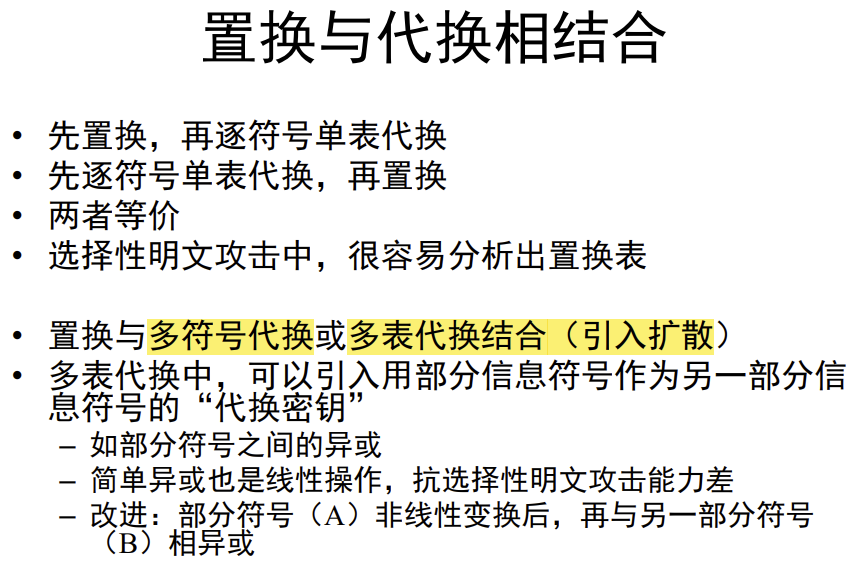 置换与代换相结合
• 先置换，再逐符号单表代换
• 先逐符号单表代换，再置换
• 两者等价
• 选择性明文攻击中，很容易分析出置换表
• 置换与多符号代换或多表代换结合（引入扩散）
• 多表代换中，可以引入用部分信息符号作为另一部分信
息符号的“代换密钥”
– 如部分符号之间的异或
– 简单异或也是线性操作，抗选择性明文攻击能力差
– 改进：部分符号（A）非线性变换后，再与另一部分符号
（B）相异或